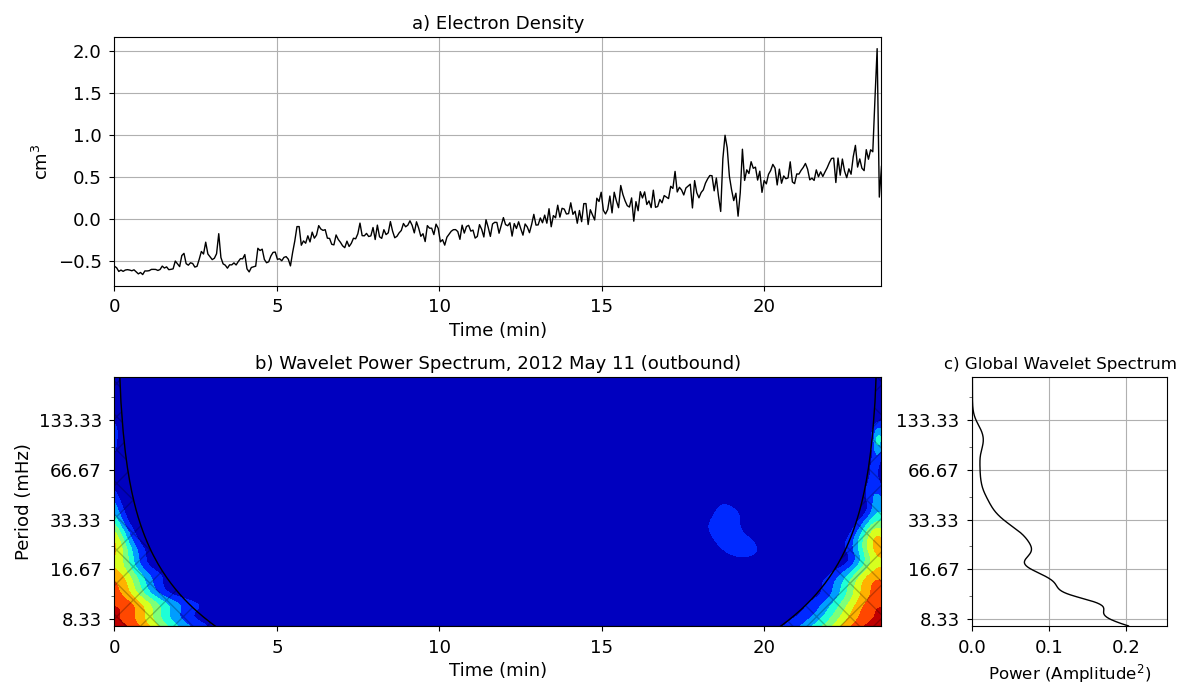 a) Electron Density
2.0
1.5
1.0
0.5
0.0
−0.5
cm³
0 5 10 15 20
Time (min)
b) Wavelet Power Spectrum, 2012 May 11 (outbound)
133.33
66.67
33.33
16.67
8.33
Period (mHz)
0 5 10 15 20
Time (min)
c) Global Wavelet Spectrum
133.33
66.67
33.33
16.67
8.33
0.0 0.1 0.2
Power (Amplitude²)